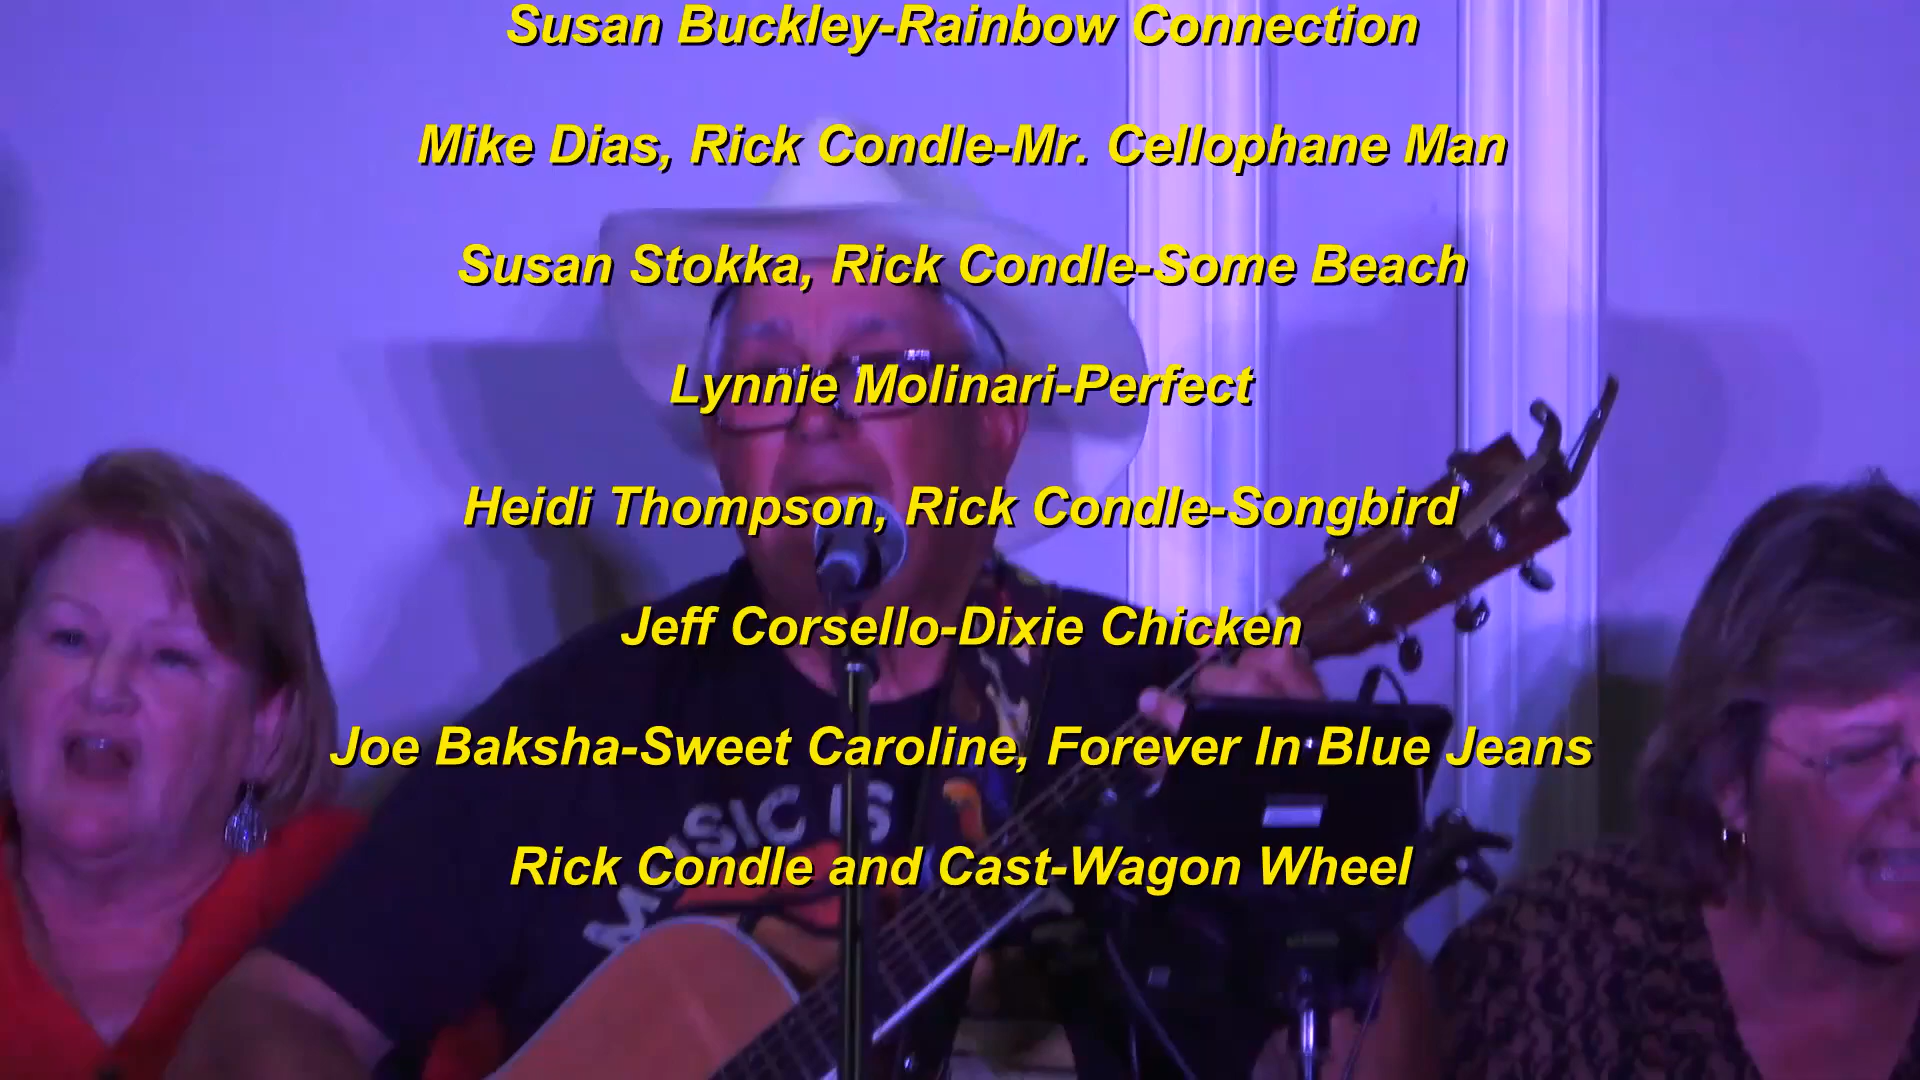 Susan Buckley-Rainbow Connection
Mike Dias, Rick Condle-Mr. Cellophane Man
Susan Stokka, Rick Condle-Some Beach
Lynnie Molinari-Perfect
Heidi Thompson, Rick Condle-Songbird
Jeff Corsello-Dixie Chicken
Joe Baksha-Sweet Caroline, Forever In Blue Jeans
Rick Condle and Cast-Wagon Wheel
MUSIC IS